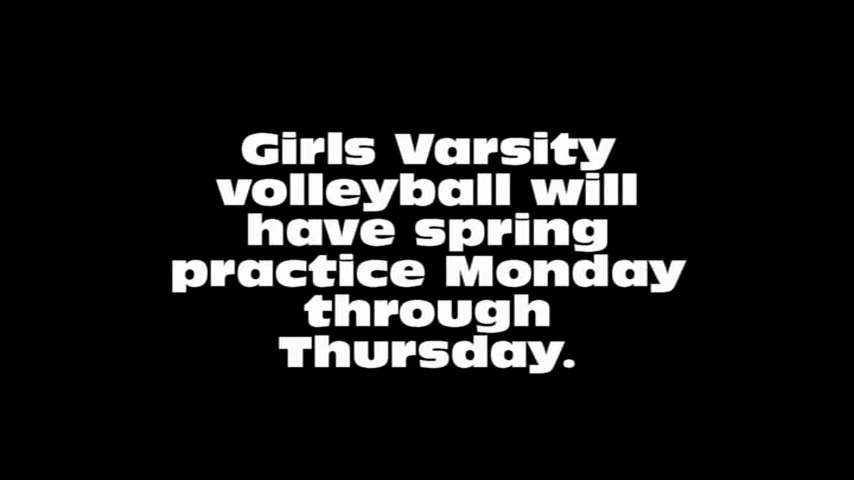 Girls Varsity
volleyball will
have spring
practice Monday
through
Thursday.